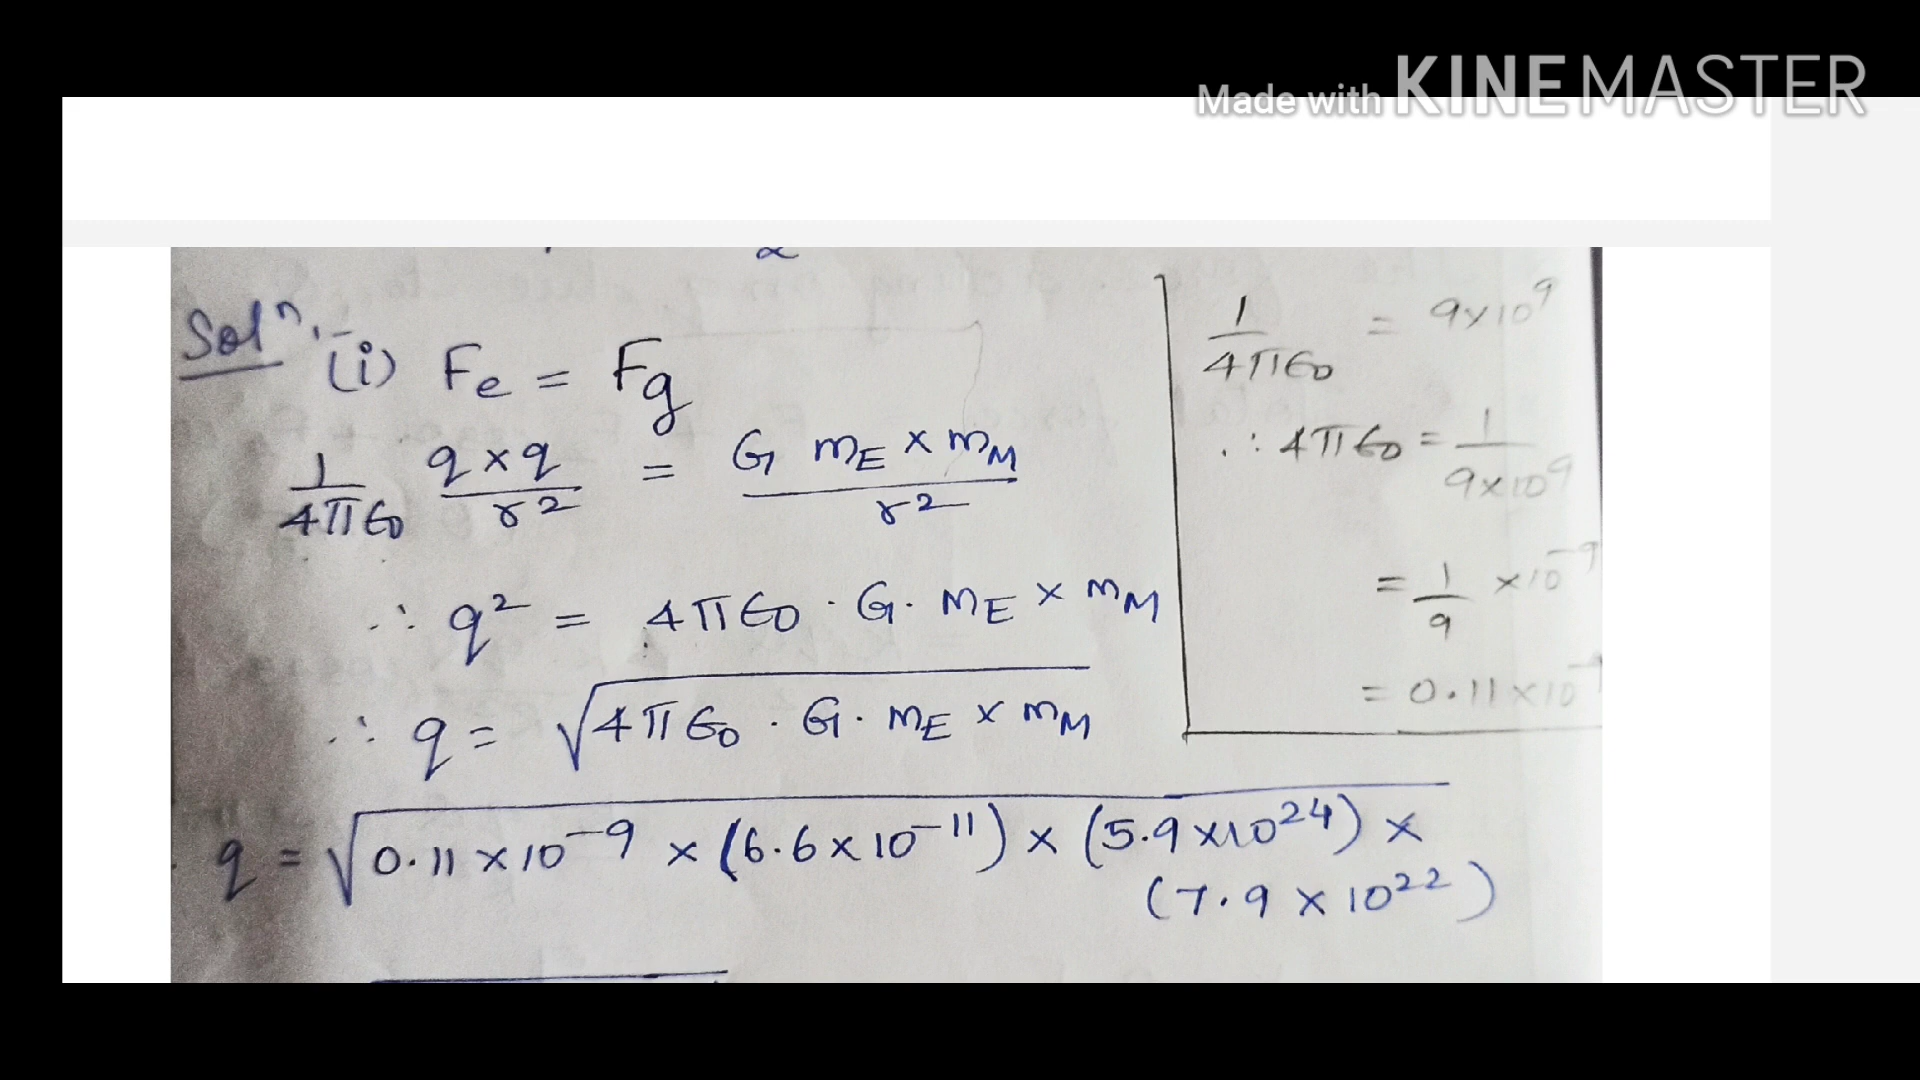 Made with KINEMASTER
Solⁿ:- (i) Fe = Fg
1/4πϵ₀ q×q/r² = G mE × mM/r²
∴ q² = 4πϵ₀ · G · mE × mM
∴ q = √4πϵ₀ · G · mE × mM
q = √0.11×10⁻⁹ × (6.6×10⁻¹¹) × (5.9×10²⁴) ×
(7.9×10²²)
1/4πϵ₀ = 9×10⁹
∴ 4πϵ₀ = 1/9×10⁹
= 1/9 ×10⁻⁹
= 0.11×10